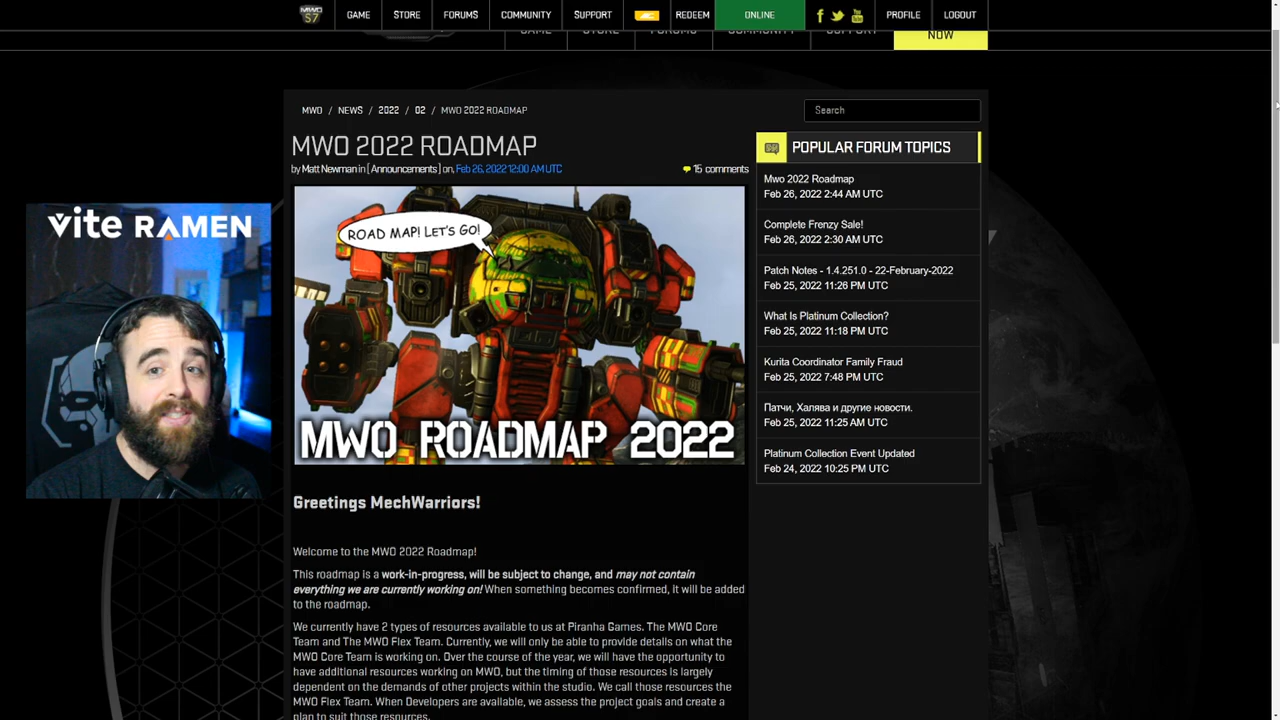 MWO
S7
GAME
STORE
FORUMS
COMMUNITY
SUPPORT
MC
REDEEM
ONLINE
PROFILE
LOGOUT
GAME
STORE
FORUMS
COMMUNITY
SUPPORT
NOW
MWO / NEWS / 2022 / 02 / MWO 2022 ROADMAP
Search
MWO 2022 ROADMAP
by Matt Newman in [ Announcements ] on, Feb 26, 2022 12:00 AM UTC
15 comments
ROAD MAP! LET'S GO!
MWO ROADMAP 2022
Greetings MechWarriors!
Welcome to the MWO 2022 Roadmap!
This roadmap is a work-in-progress, will be subject to change, and may not contain
everything we are currently working on! When something becomes confirmed, it will be added
to the roadmap.
We currently have 2 types of resources available to us at Piranha Games. The MWO Core
Team and The MWO Flex Team. Currently, we will only be able to provide details on what the
MWO Core Team is working on. Over the course of the year, we will have the opportunity to
have additional resources working on MWO, but the timing of those resources is largely
dependent on the demands of other projects within the studio. We call those resources the
MWO Flex Team. When Developers are available, we assess the project goals and create a
plan to suit those resources.
POPULAR FORUM TOPICS
Mwo 2022 Roadmap
Feb 26, 2022 2:44 AM UTC
Complete Frenzy Sale!
Feb 26, 2022 2:30 AM UTC
Patch Notes - 1.4.251.0 - 22-February-2022
Feb 25, 2022 11:26 PM UTC
What Is Platinum Collection?
Feb 25, 2022 11:18 PM UTC
Kurita Coordinator Family Fraud
Feb 25, 2022 7:48 PM UTC
Патчи, Халява и другие новости.
Feb 25, 2022 11:25 AM UTC
Platinum Collection Event Updated
Feb 24, 2022 10:25 PM UTC
vite RAMEN